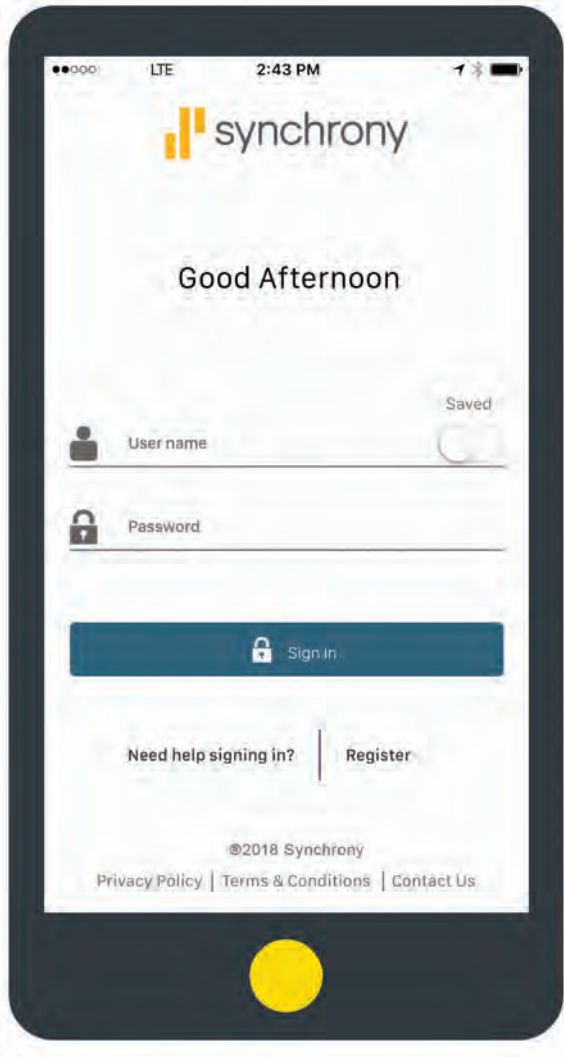 LTE 2:43 PM
synchrony
Good Afternoon
Saved
User name
Password
Sign in
Need help signing in? | Register
®2018 Synchrony
Privacy Policy | Terms & Conditions | Contact Us